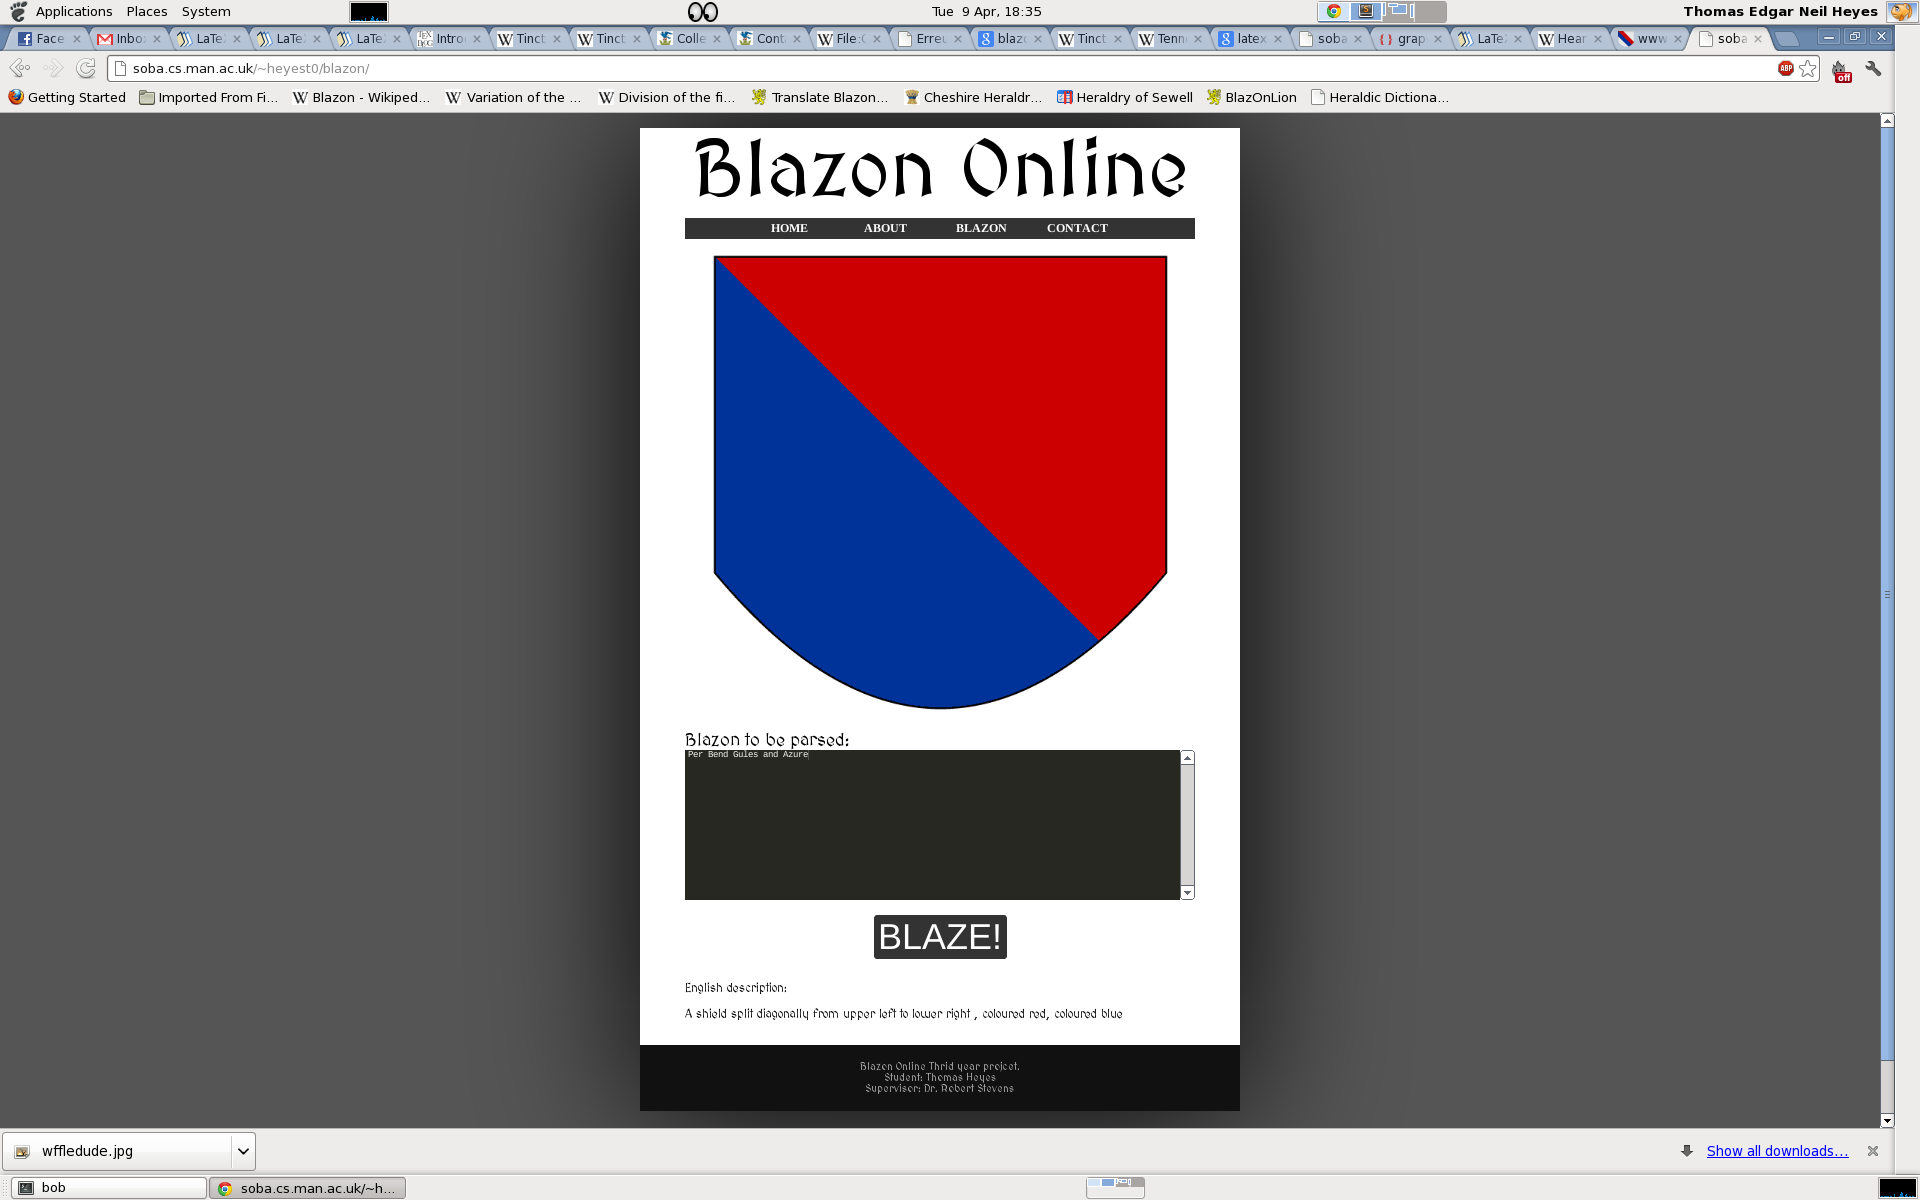 Applications Places System Tue 9 Apr, 18:35 Thomas Edgar Neil Heyes
Face Inbo LaTe LaTe LaTe Intro Tinct Tinct Colle Cont File:C Erreu blaz Tinct Tenn latex soba grap LaTe Hear www soba
soba.cs.man.ac.uk/~heyest0/blazon/ ABP off
Getting Started Imported From Fi... Blazon - Wikiped... Variation of the ... Division of the fi... Translate Blazon... Cheshire Heraldr... Heraldry of Sewell BlazOnLion Heraldic Dictiona...
Blazon Online
HOME ABOUT BLAZON CONTACT
Blazon to be parsed:
Per Bend Gules and Azure
BLAZE!
English description:
A shield split diagonally from upper left to lower right , coloured red, coloured blue
Blazon Online Thrid year project.
Student: Thomas Heyes
Supervisor: Dr. Robert Stevens
wffledude.jpg Show all downloads...
bob soba.cs.man.ac.uk/~h...